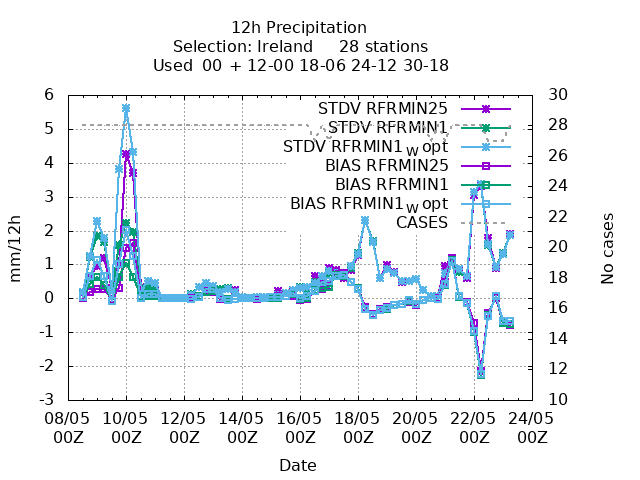 12h Precipitation
Selection: Ireland 28 stations
Used 00 + 12-00 18-06 24-12 30-18
STDV RFRMIN25
STDV RFRMIN1
STDV RFRMIN1wopt
BIAS RFRMIN25
BIAS RFRMIN1
BIAS RFRMIN1wopt
CASES
mm/12h
6
5
4
3
2
1
0
-1
-2
-3
No cases
30
28
26
24
22
20
18
16
14
12
10
08/05 10/05 12/05 14/05 16/05 18/05 20/05 22/05 24/05
00Z 00Z 00Z 00Z 00Z 00Z 00Z 00Z 00Z
Date